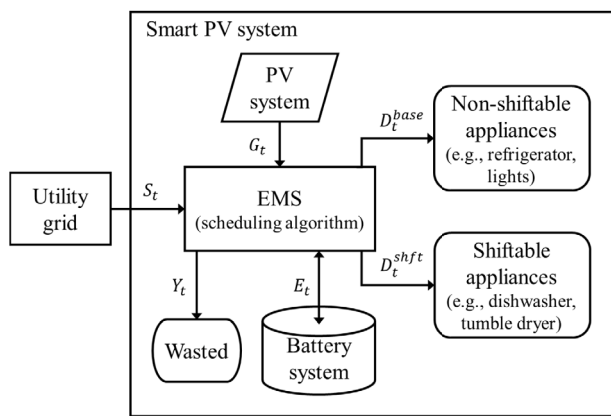 Smart PV system
PV
system
G_t
Utility
grid
S_t
EMS
(scheduling algorithm)
D_t^{base}
Non-shiftable
appliances
(e.g., refrigerator,
lights)
D_t^{shft}
Shiftable
appliances
(e.g., dishwasher,
tumble dryer)
Y_t
Wasted
E_t
Battery
system